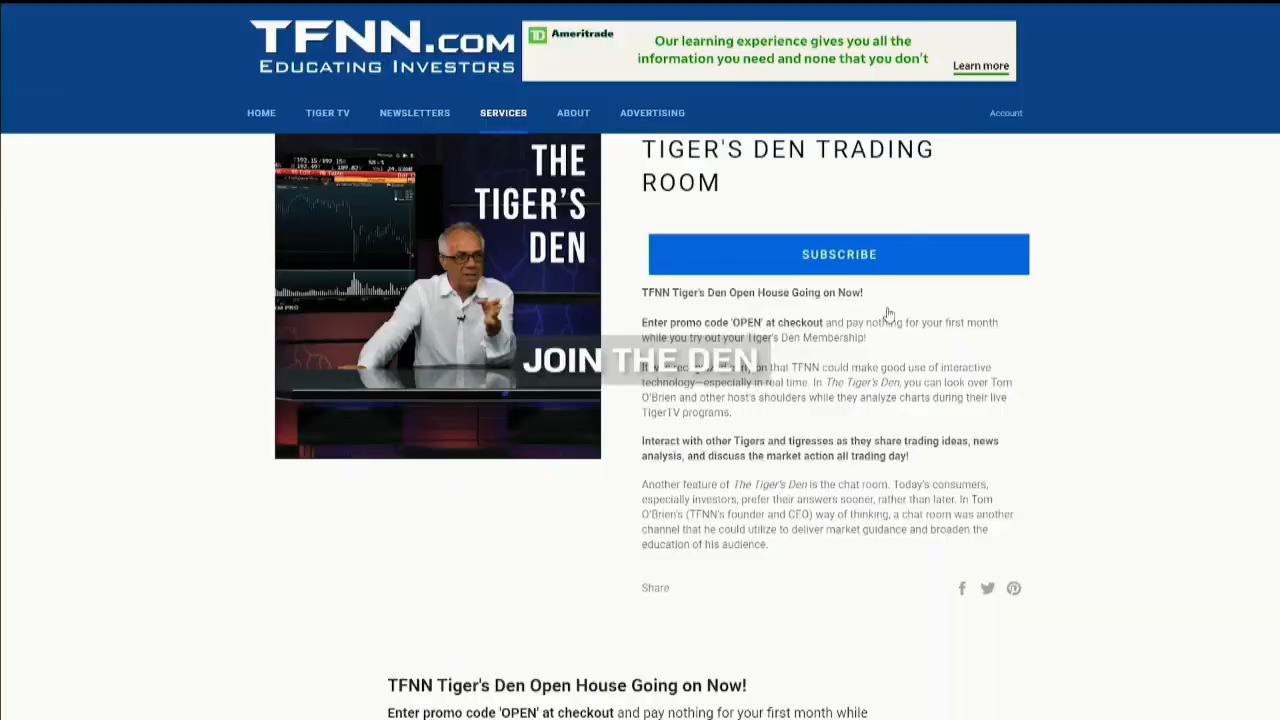 TFNN.COM
EDUCATING INVESTORS
TD Ameritrade
Our learning experience gives you all the
information you need and none that you don't
Learn more
HOME TIGER TV NEWSLETTERS SERVICES ABOUT ADVERTISING Account
THE
TIGER'S
DEN
TIGER'S DEN TRADING
ROOM
SUBSCRIBE
TFNN Tiger's Den Open House Going on Now!
Enter promo code 'OPEN' at checkout and pay nothing for your first month
while you try out your Tiger's Den Membership!
JOIN THE DEN
on that TFNN could make good use of interactive
technology—especially in real time. In The Tiger's Den, you can look over Tom
O'Brien and other host's shoulders while they analyze charts during their live
TigerTV programs.
Interact with other Tigers and tigresses as they share trading ideas, news
analysis, and discuss the market action all trading day!
Another feature of The Tiger's Den is the chat room. Today's consumers,
especially investors, prefer their answers sooner, rather than later. In Tom
O'Brien's (TFNN's founder and CEO) way of thinking, a chat room was another
channel that he could utilize to deliver market guidance and broaden the
education of his audience.
Share
TFNN Tiger's Den Open House Going on Now!
Enter promo code 'OPEN' at checkout and pay nothing for your first month while